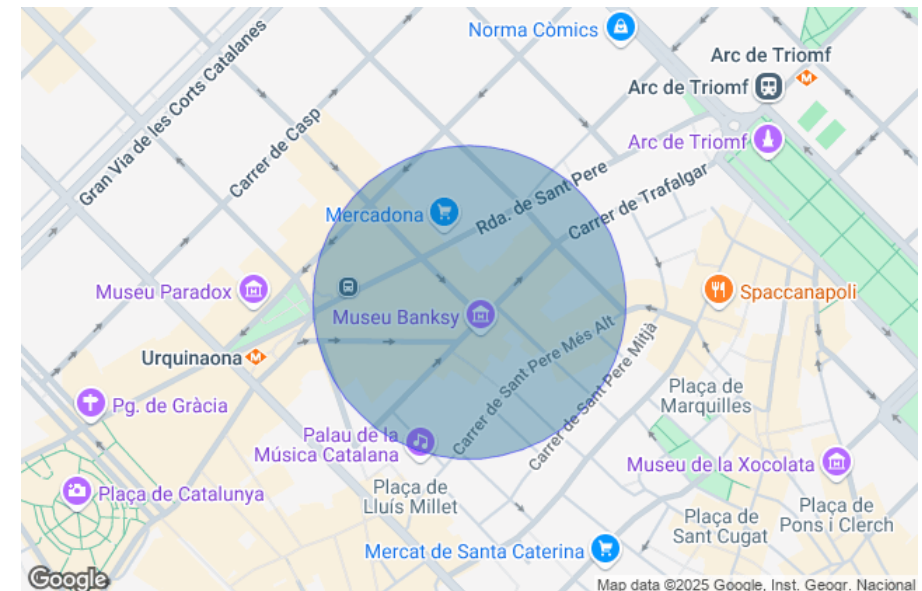 Norma Còmics
Arc de Triomf
Arc de Triomf
Arc de Triomf
Gran Via de les Corts Catalanes
Carrer de Casp
Mercadona
Rda. de Sant Pere
Carrer de Trafalgar
Museu Paradox
Museu Banksy
Spaccanapoli
Urquinaona
Carrer de Sant Pere Més Alt
Carrer de Sant Pere Mitjà
Plaça de
Marquilles
Pg. de Gràcia
Palau de la
Música Catalana
Museu de la Xocolata
Plaça de Catalunya
Plaça de
Lluís Millet
Plaça de
Sant Cugat
Plaça de
Pons i Clerch
Mercat de Santa Caterina
Google
Map data ©2025 Google, Inst. Geogr. Nacional